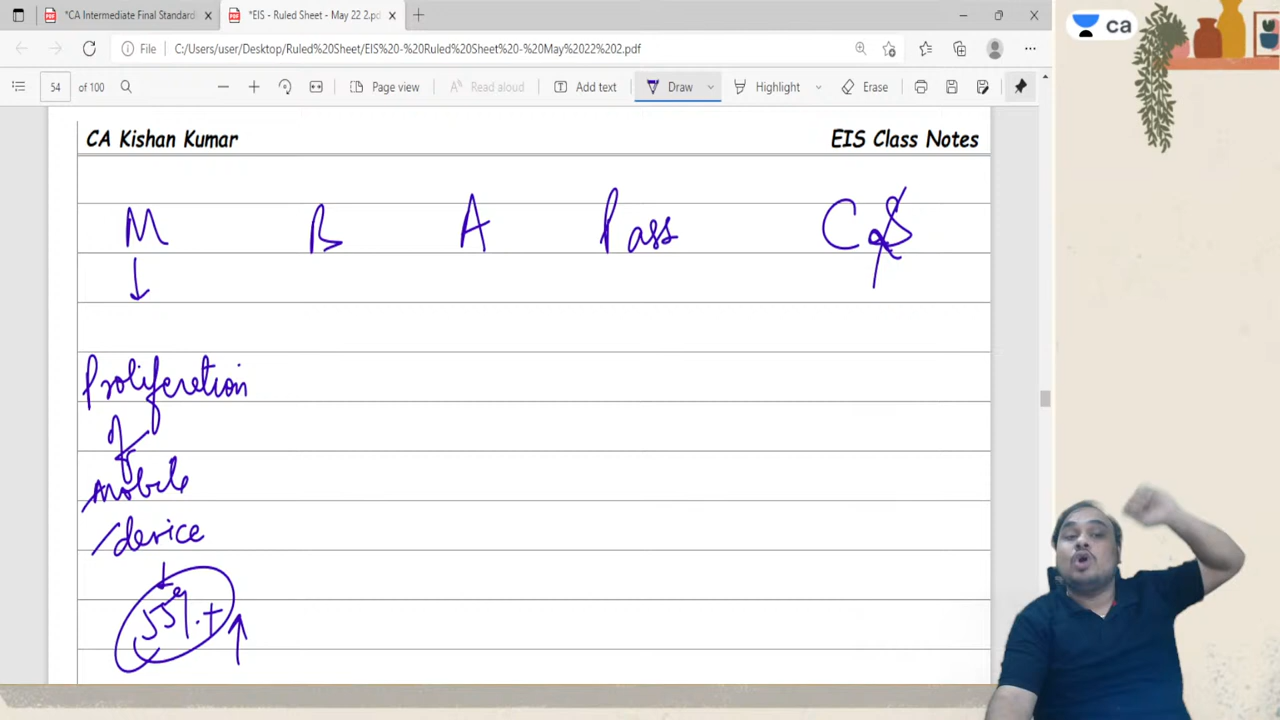 *CA Intermediate Final Standard
*EIS - Ruled Sheet - May 22 2.pd
File C:/Users/user/Desktop/Ruled%20Sheet/EIS%20-%20Ruled%20Sheet%20-%20May%2022%202.pdf
54 of 100 Page view Read aloud Add text Draw Highlight Erase
ca
CA Kishan Kumar EIS Class Notes
M B A Pass C S
Proliferetion
of
mobile
device
55%+